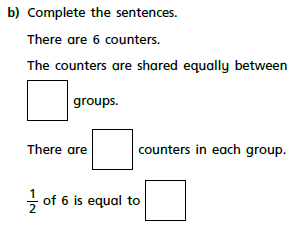 b) Complete the sentences.
There are 6 counters.
The counters are shared equally between
groups.
There are counters in each group.
1/2 of 6 is equal to